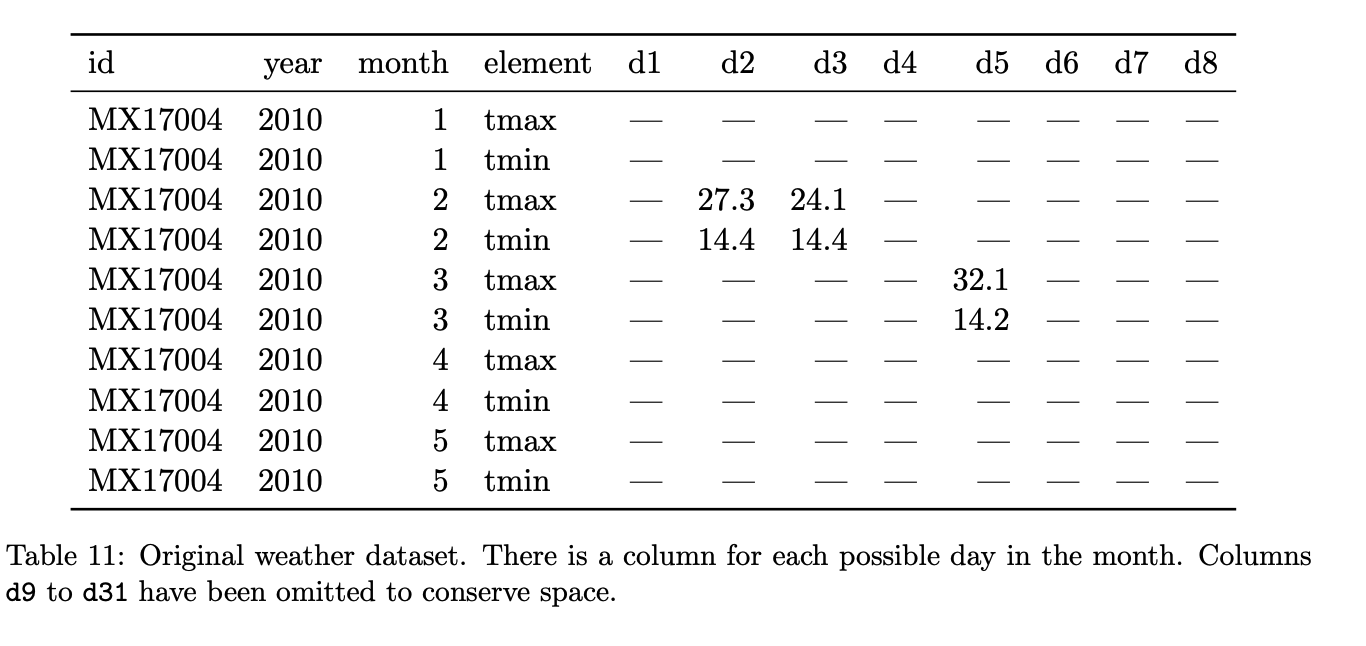 id year month element d1 d2 d3 d4 d5 d6 d7 d8
MX17004 2010 1 tmax — — — — — — — —
MX17004 2010 1 tmin — — — — — — — —
MX17004 2010 2 tmax — 27.3 24.1 — — — — —
MX17004 2010 2 tmin — 14.4 14.4 — — — — —
MX17004 2010 3 tmax — — — — 32.1 — — —
MX17004 2010 3 tmin — — — — 14.2 — — —
MX17004 2010 4 tmax — — — — — — — —
MX17004 2010 4 tmin — — — — — — — —
MX17004 2010 5 tmax — — — — — — — —
MX17004 2010 5 tmin — — — — — — — —
Table 11: Original weather dataset. There is a column for each possible day in the month. Columns
d9 to d31 have been omitted to conserve space.